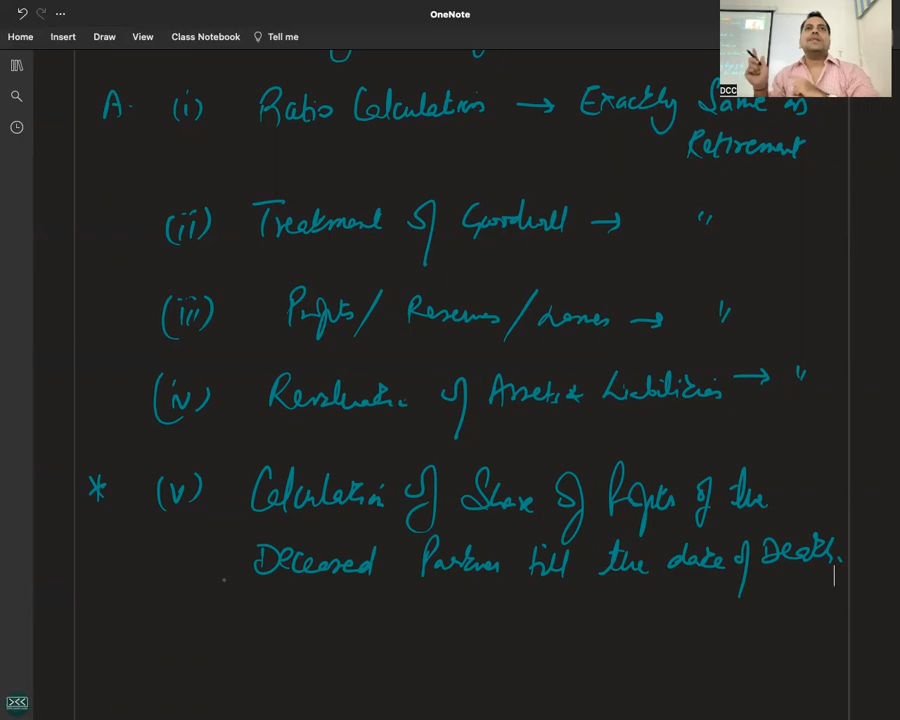 OneNote
Home Insert Draw View Class Notebook Tell me
DCC
A. (i) Ratio Calculation → Exactly Same as
Retirement
(ii) Treatment of Goodwill → "
(iii) Profits/ Reserves/ Losses → "
(iv) Revaluation of Assets & Liabilities → "
* (v) Calculation of Share of Profits of the
Deceased Partner till the date of Death.